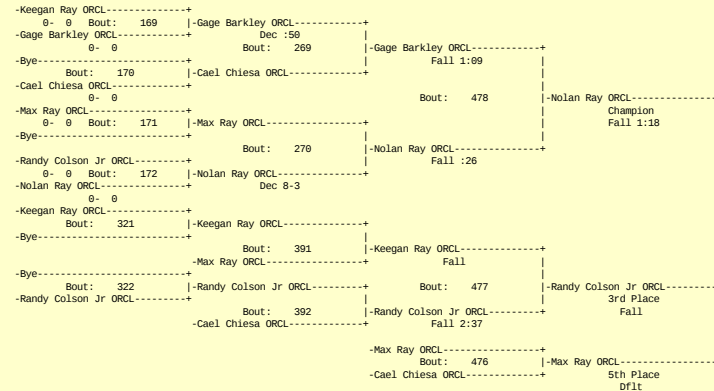 -Keegan Ray ORCL---------------+
0- 0 Bout: 169 |-Gage Barkley ORCL------------+
-Gage Barkley ORCL------------+ Dec :50 |
0- 0 Bout: 269 |-Gage Barkley ORCL------------+
-Bye--------------------------+ | Fall 1:09 |
Bout: 170 |-Cael Chiesa ORCL-------------+ |
-Cael Chiesa ORCL-------------+ |
0- 0 Bout: 478 |-Nolan Ray ORCL---------------
-Max Ray ORCL-----------------+ | Champion
0- 0 Bout: 171 |-Max Ray ORCL-----------------+ | Fall 1:18
-Bye--------------------------+ | |
Bout: 270 |-Nolan Ray ORCL---------------+
-Randy Colson Jr ORCL---------+ | Fall :26
0- 0 Bout: 172 |-Nolan Ray ORCL---------------+
-Nolan Ray ORCL---------------+ Dec 8-3
0- 0
-Keegan Ray ORCL--------------+
Bout: 321 |-Keegan Ray ORCL--------------+
-Bye--------------------------+ |
Bout: 391 |-Keegan Ray ORCL--------------+
-Max Ray ORCL-----------------+ Fall |
-Bye--------------------------+ |
Bout: 322 |-Randy Colson Jr ORCL---------+ Bout: 477 |-Randy Colson Jr ORCL---------
-Randy Colson Jr ORCL---------+ | | 3rd Place
Bout: 392 |-Randy Colson Jr ORCL---------+ Fall
-Cael Chiesa ORCL-------------+ Fall 2:37
-Max Ray ORCL-----------------+
Bout: 476 |-Max Ray ORCL-----------------
-Cael Chiesa ORCL-------------+ 5th Place
Dflt